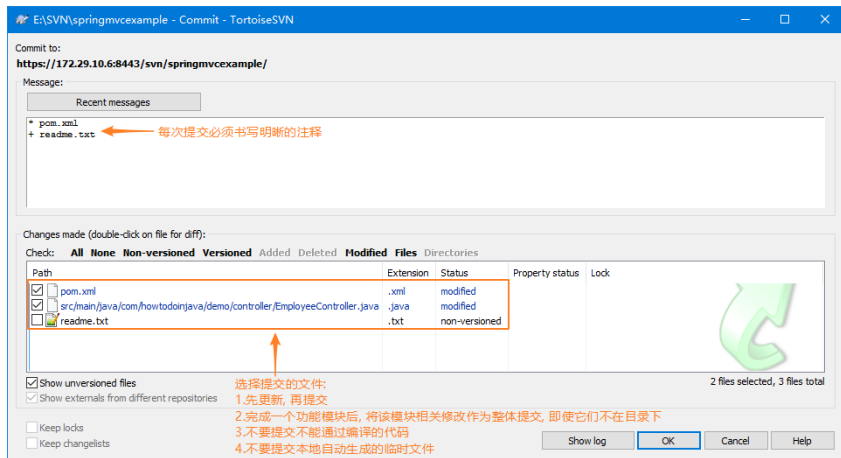 E:\SVN\springmvcexample - Commit - TortoiseSVN
Commit to:
https://172.29.10.6:8443/svn/springmvcexample/
Message:
Recent messages
* pom.xml
+ readme.txt
每次提交必须书写明晰的注释
Changes made (double-click on file for diff):
Check: All None Non-versioned Versioned Added Deleted Modified Files Directories
Path Extension Status Property status Lock
pom.xml .xml modified
src/main/java/com/howtodoinjava/demo/controller/EmployeeController.java .java modified
readme.txt .txt non-versioned
Show unversioned files
2 files selected, 3 files total
Show externals from different repositories
选择提交的文件:
1.先更新, 再提交
2.完成一个功能模块后, 将该模块相关修改作为整体提交, 即使它们不在目录下
3.不要提交不能通过编译的代码
4.不要提交本地自动生成的临时文件
Keep locks
Keep changelists
Show log OK Cancel Help